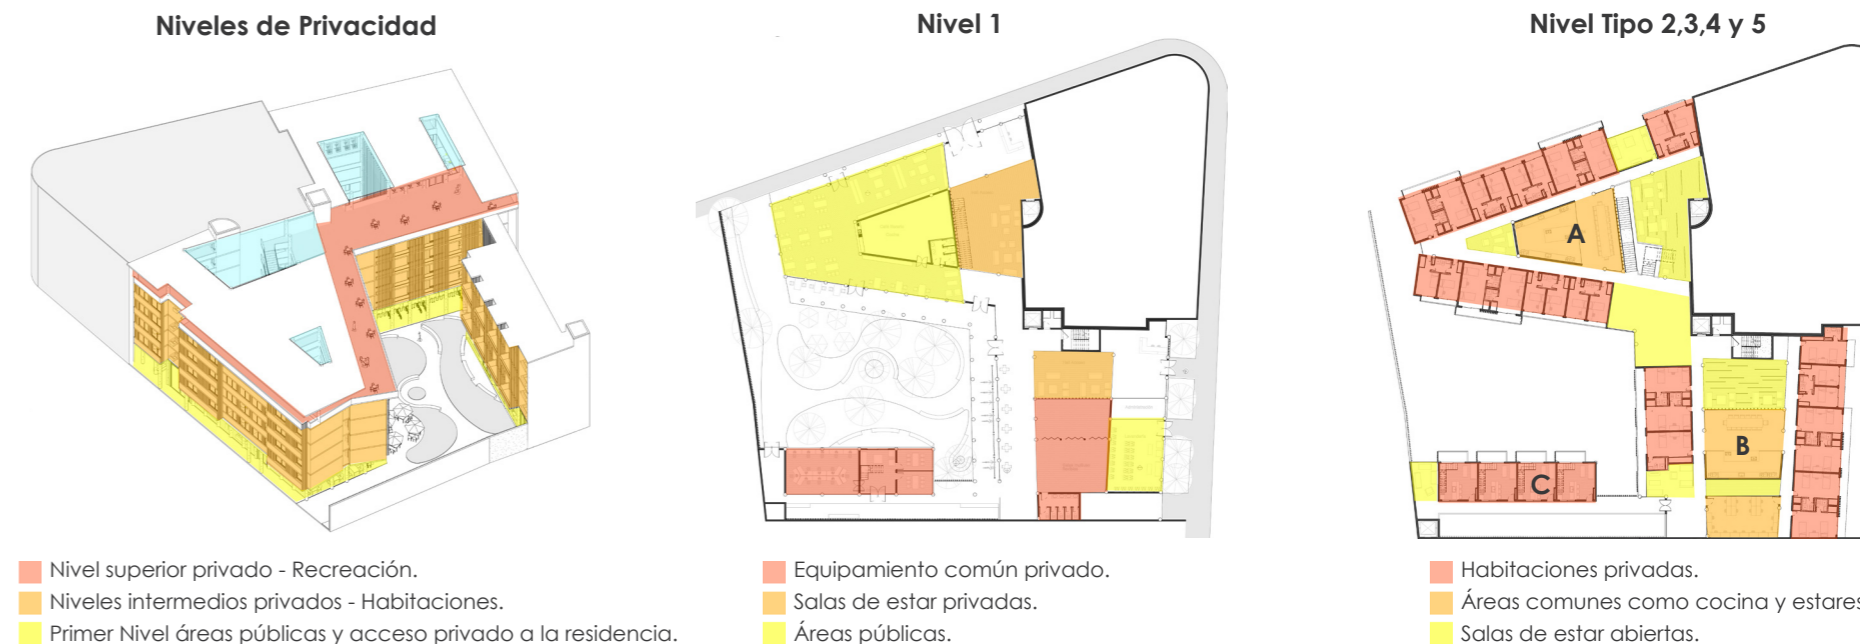 Niveles de Privacidad
Nivel superior privado - Recreación.
Niveles intermedios privados - Habitaciones.
Primer Nivel áreas públicas y acceso privado a la residencia.
Nivel 1
Equipamiento común privado.
Salas de estar privadas.
Áreas públicas.
Nivel Tipo 2,3,4 y 5
A
B
C
Habitaciones privadas.
Áreas comunes como cocina y estares
Salas de estar abiertas.